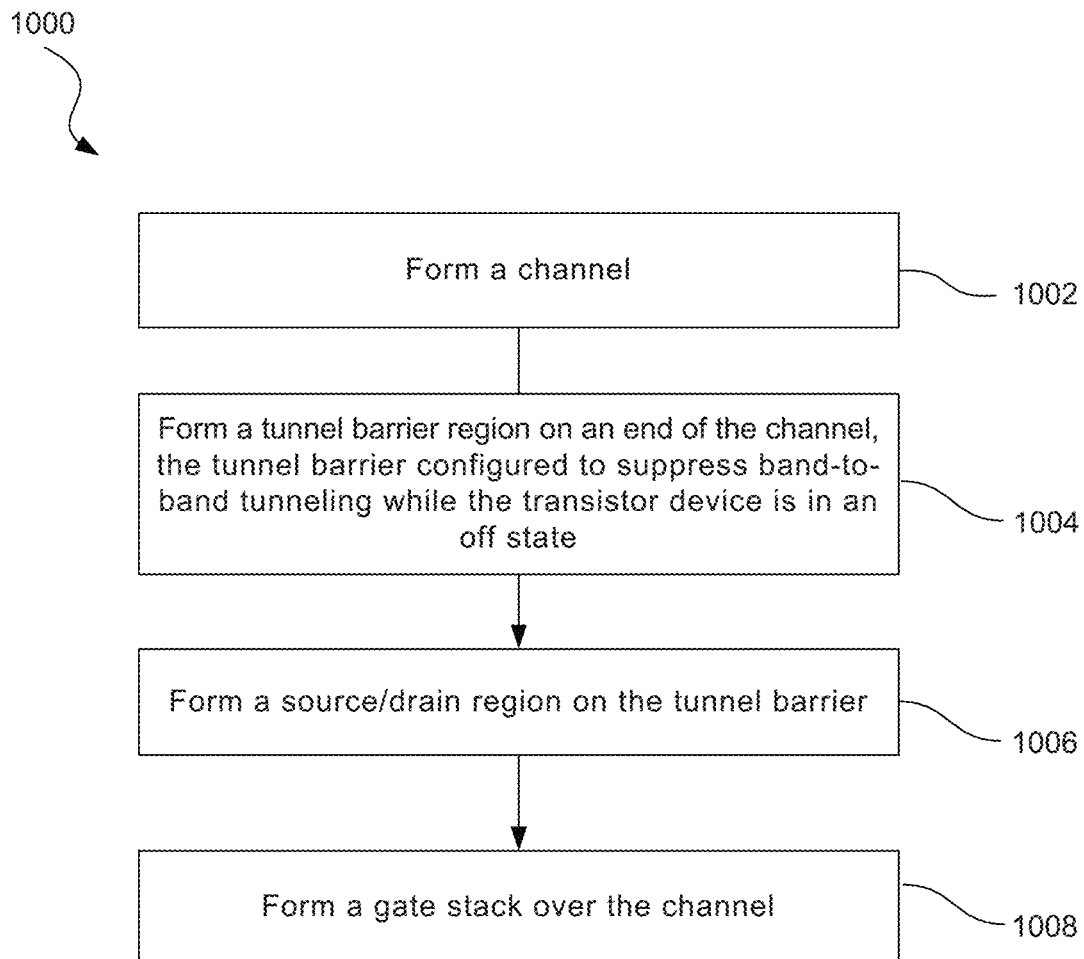 1000
Form a channel
1002
Form a tunnel barrier region on an end of the channel,
the tunnel barrier configured to suppress band-to-
band tunneling while the transistor device is in an
off state
1004
Form a source/drain region on the tunnel barrier
1006
Form a gate stack over the channel
1008